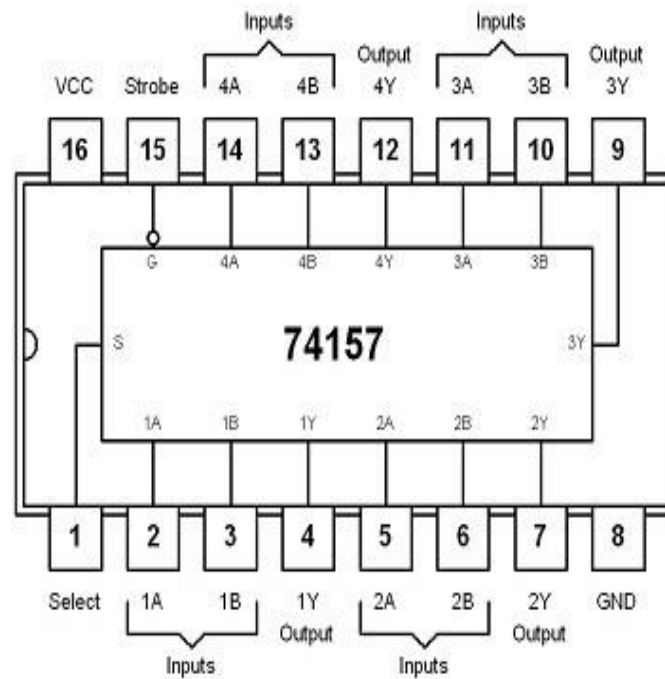 Inputs Inputs
Output Output
VCC Strobe 4A 4B 4Y 3A 3B 3Y
16 15 14 13 12 11 10 9
G 4A 4B 4Y 3A 3B
S 74157 3Y
1A 1B 1Y 2A 2B 2Y
1 2 3 4 5 6 7 8
Select 1A 1B 1Y 2A 2B 2Y GND
Output Output
Inputs Inputs